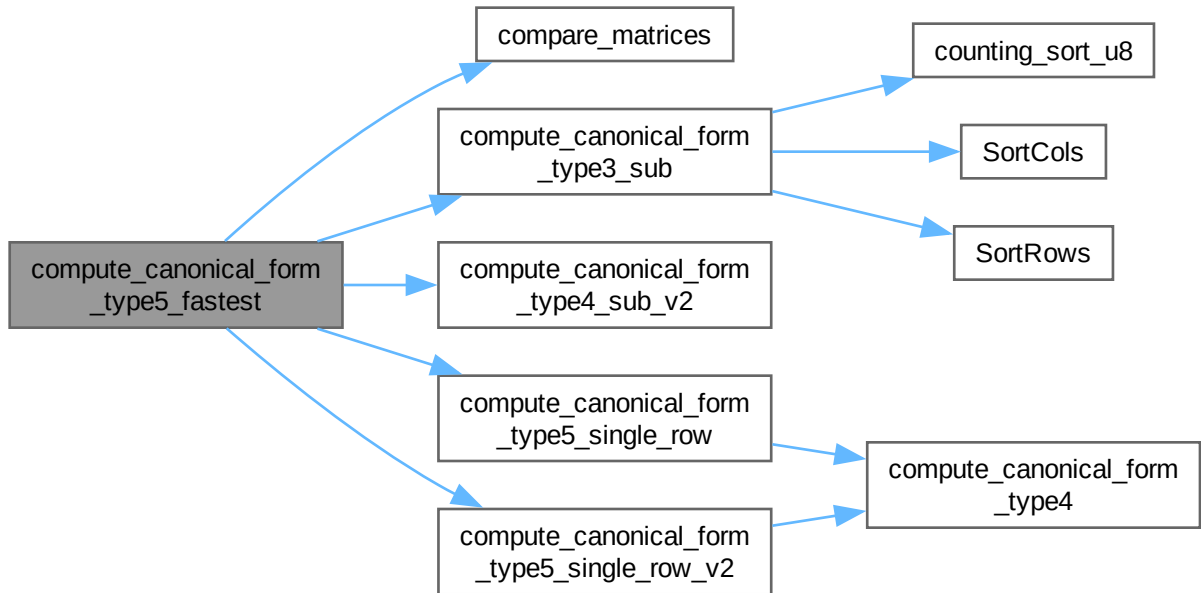 compare_matrices
counting_sort_u8
compute_canonical_form
_type3_sub
SortCols
SortRows
compute_canonical_form
_type5_fastest
compute_canonical_form
_type4_sub_v2
compute_canonical_form
_type5_single_row
compute_canonical_form
_type4
compute_canonical_form
_type5_single_row_v2